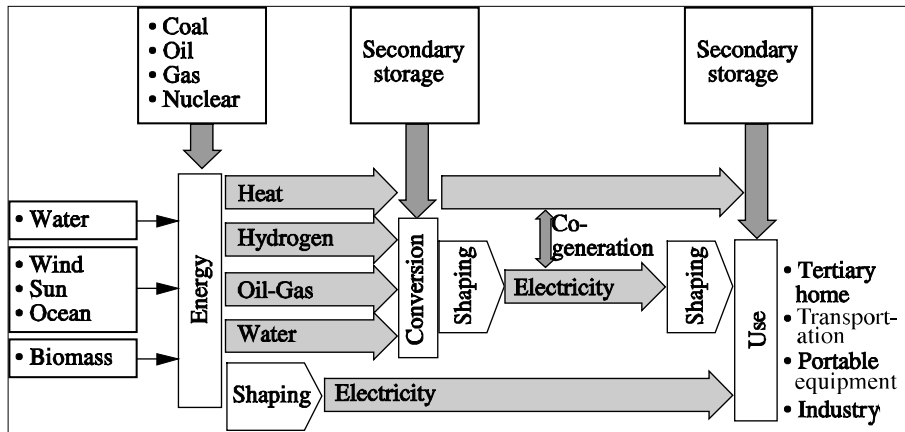 • Coal
• Oil
• Gas
• Nuclear
Secondary
storage
Secondary
storage
• Water
• Wind
• Sun
• Ocean
• Biomass
Energy
Heat
Hydrogen
Oil-Gas
Water
Shaping
Electricity
Conversion
Shaping
Co-
generation
Electricity
Shaping
Use
• Tertiary
home
• Transport-
ation
• Portable
equipment
• Industry